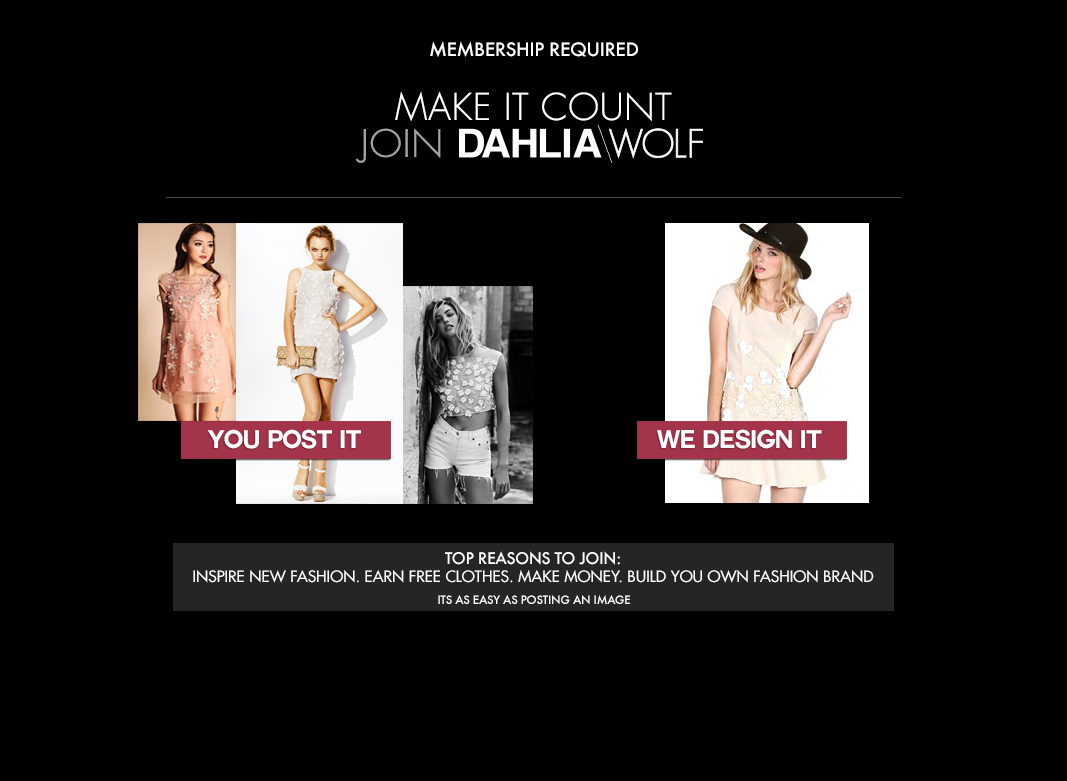 MEMBERSHIP REQUIRED
MAKE IT COUNT
JOIN DAHLIA\WOLF
YOU POST IT
WE DESIGN IT
TOP REASONS TO JOIN:
INSPIRE NEW FASHION. EARN FREE CLOTHES. MAKE MONEY. BUILD YOU OWN FASHION BRAND
ITS AS EASY AS POSTING AN IMAGE